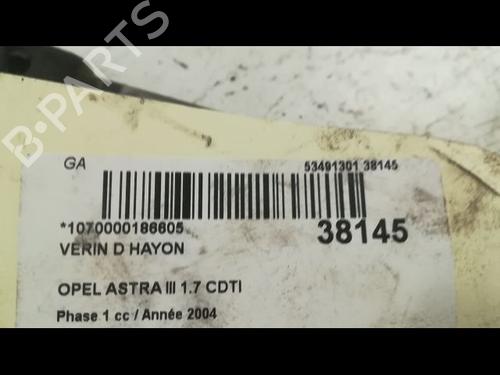 B-PARTS
GA
53491301 38145
*1070000186605
38145
VERIN D HAYON
OPEL ASTRA III 1.7 CDTI
Phase 1 cc / Année 2004